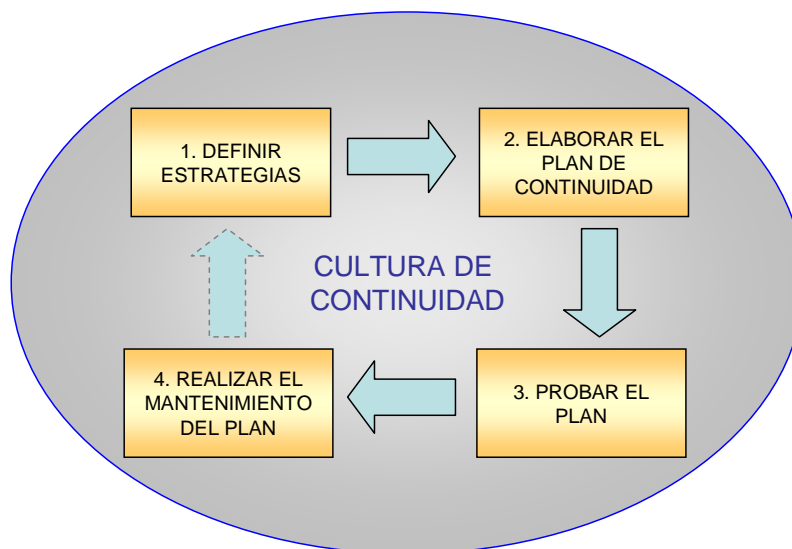 1. DEFINIR
ESTRATEGIAS
2. ELABORAR EL
PLAN DE
CONTINUIDAD
CULTURA DE
CONTINUIDAD
4. REALIZAR EL
MANTENIMIENTO
DEL PLAN
3. PROBAR EL
PLAN